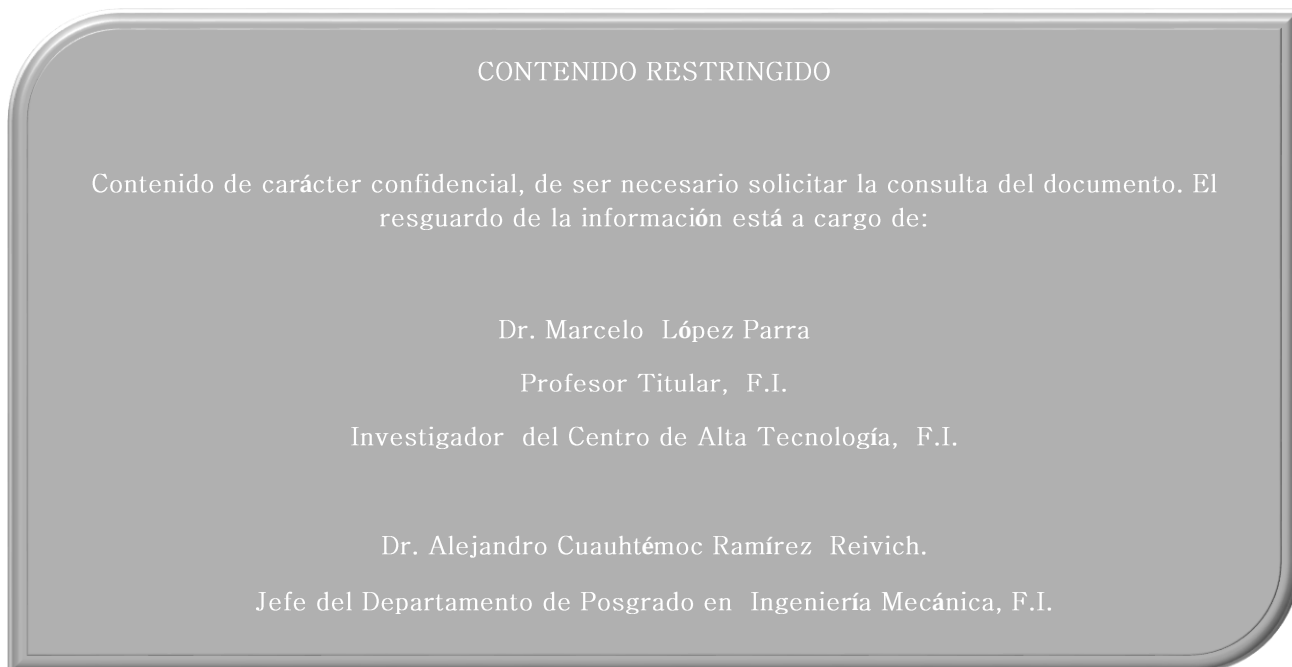 CONTENIDO RESTRINGIDO
Contenido de carácter confidencial, de ser necesario solicitar la consulta del documento. El
resguardo de la información está a cargo de:
Dr. Marcelo López Parra
Profesor Titular, F.I.
Investigador del Centro de Alta Tecnología, F.I.
Dr. Alejandro Cuauhtémoc Ramírez Reivich.
Jefe del Departamento de Posgrado en Ingeniería Mecánica, F.I.